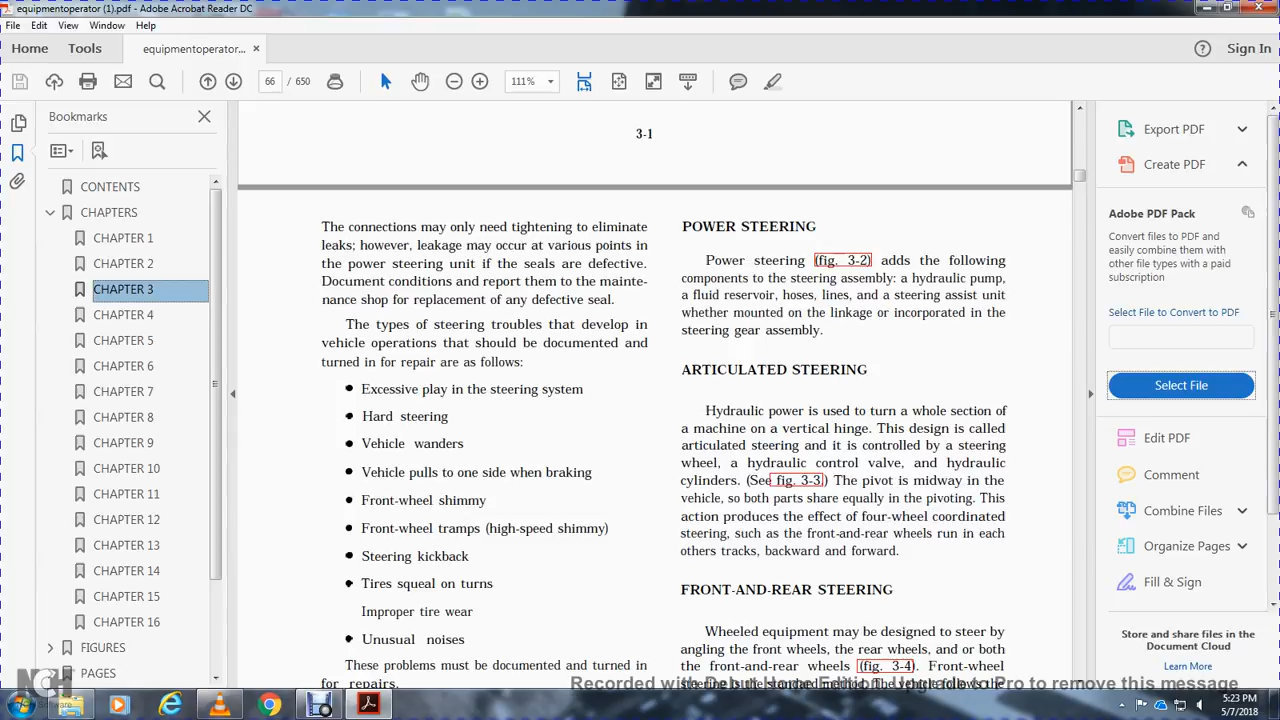 equipmentoperator (1).pdf - Adobe Acrobat Reader DC
File Edit View Window Help
Home Tools equipmentoperator... × Sign In
66 / 650 111%
Bookmarks
CONTENTS
CHAPTERS
CHAPTER 1
CHAPTER 2
CHAPTER 3
CHAPTER 4
CHAPTER 5
CHAPTER 6
CHAPTER 7
CHAPTER 8
CHAPTER 9
CHAPTER 10
CHAPTER 11
CHAPTER 12
CHAPTER 13
CHAPTER 14
CHAPTER 15
CHAPTER 16
FIGURES
PAGES
3-1
The connections may only need tightening to eliminate
leaks; however, leakage may occur at various points in
the power steering unit if the seals are defective.
Document conditions and report them to the mainte-
nance shop for replacement of any defective seal.
The types of steering troubles that develop in
vehicle operations that should be documented and
turned in for repair are as follows:
• Excessive play in the steering system
• Hard steering
• Vehicle wanders
• Vehicle pulls to one side when braking
• Front-wheel shimmy
• Front-wheel tramps (high-speed shimmy)
• Steering kickback
• Tires squeal on turns
Improper tire wear
• Unusual noises
These problems must be documented and turned in
for repairs.
POWER STEERING
Power steering (fig. 3-2) adds the following
components to the steering assembly: a hydraulic pump,
a fluid reservoir, hoses, lines, and a steering assist unit
whether mounted on the linkage or incorporated in the
steering gear assembly.
ARTICULATED STEERING
Hydraulic power is used to turn a whole section of
a machine on a vertical hinge. This design is called
articulated steering and it is controlled by a steering
wheel, a hydraulic control valve, and hydraulic
cylinders. (See fig. 3-3.) The pivot is midway in the
vehicle, so both parts share equally in the pivoting. This
action produces the effect of four-wheel coordinated
steering, such as the front-and-rear wheels run in each
others tracks, backward and forward.
FRONT-AND-REAR STEERING
Wheeled equipment may be designed to steer by
angling the front wheels, the rear wheels, and or both
the front-and-rear wheels (fig. 3-4). Front-wheel
Export PDF
Create PDF
Adobe PDF Pack
Convert files to PDF and
easily combine them with
other file types with a paid
subscription
Select File to Convert to PDF
Select File
Edit PDF
Comment
Combine Files
Organize Pages
Fill & Sign
Store and share files in the
Document Cloud
Learn More
NCH
Software
to remove this message
5:23 PM
5/7/2018